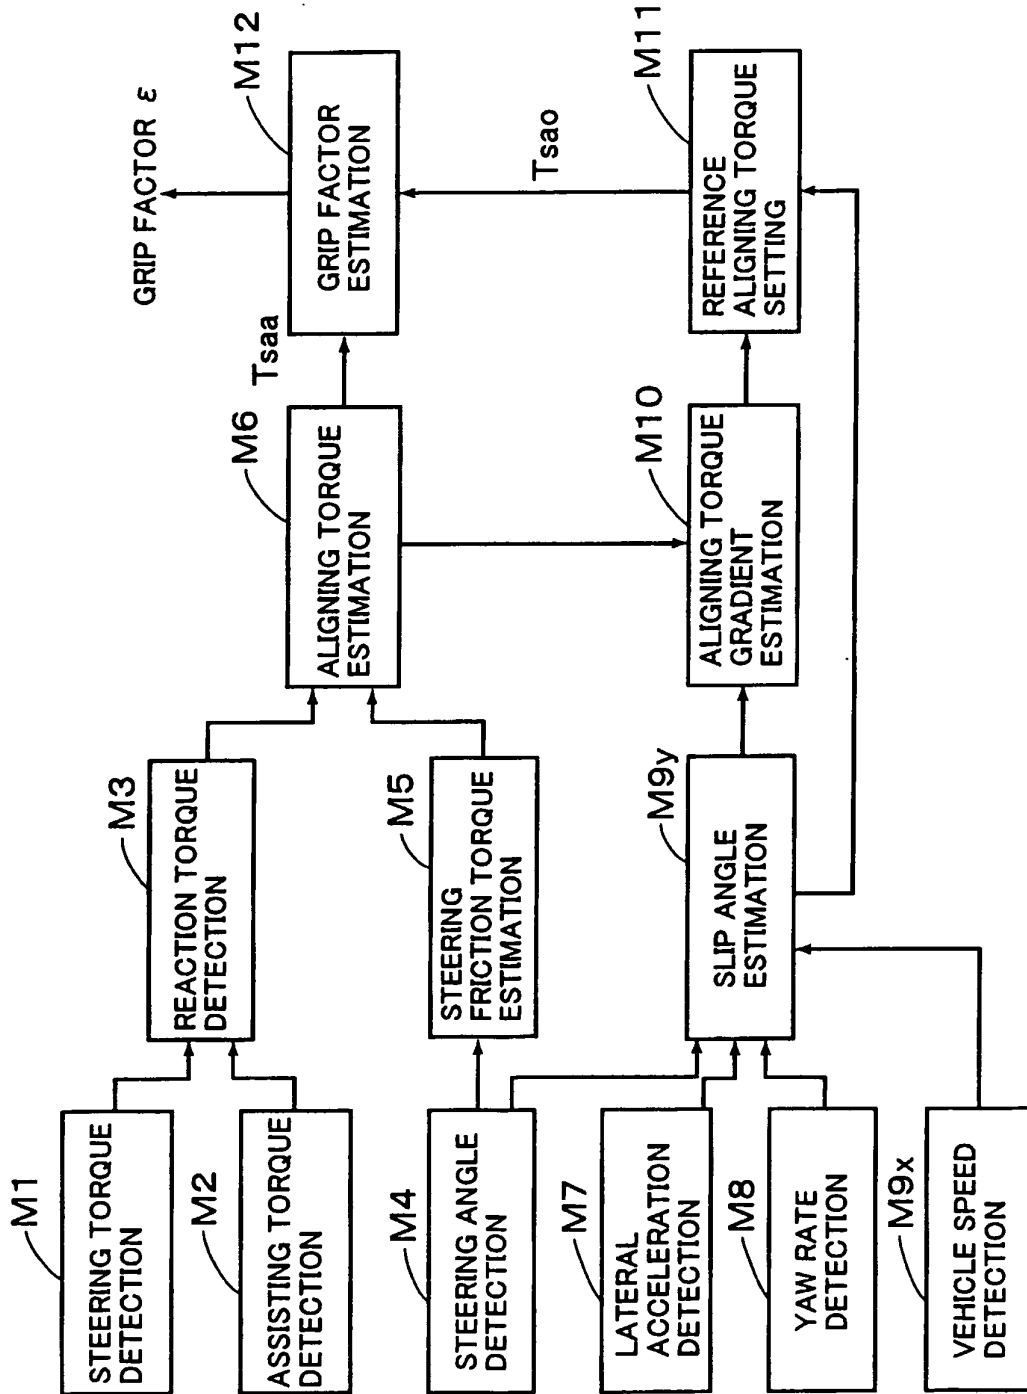 M1
STEERING TORQUE
DETECTION
M2
ASSISTING TORQUE
DETECTION
M3
REACTION TORQUE
DETECTION
M4
STEERING ANGLE
DETECTION
M5
STEERING
FRICTION TORQUE
ESTIMATION
M6
ALIGNING TORQUE
ESTIMATION
Tsaa
M12
GRIP FACTOR
ESTIMATION
GRIP FACTOR ε
M7
LATERAL
ACCELERATION
DETECTION
M8
YAW RATE
DETECTION
M9x
VEHICLE SPEED
DETECTION
M9y
SLIP ANGLE
ESTIMATION
M10
ALIGNING TORQUE
GRADIENT
ESTIMATION
M11
REFERENCE
ALIGNING TORQUE
SETTING
Tsao